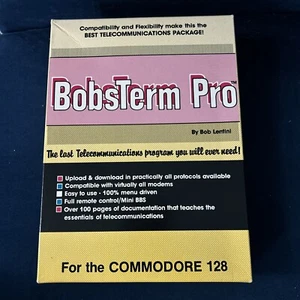 Compatibility and Flexibility make this the
BEST TELECOMMUNICATIONS PACKAGE!
BobsTerm Pro™
By Bob Lentini
The last Telecommunications program you will ever need!
Upload & download in practically all protocols available
Compatible with virtually all modems
Easy to use - 100% menu driven
Full remote control/Mini BBS
Over 100 pages of documentation that teaches the
essentials of telecommunications
For the COMMODORE 128